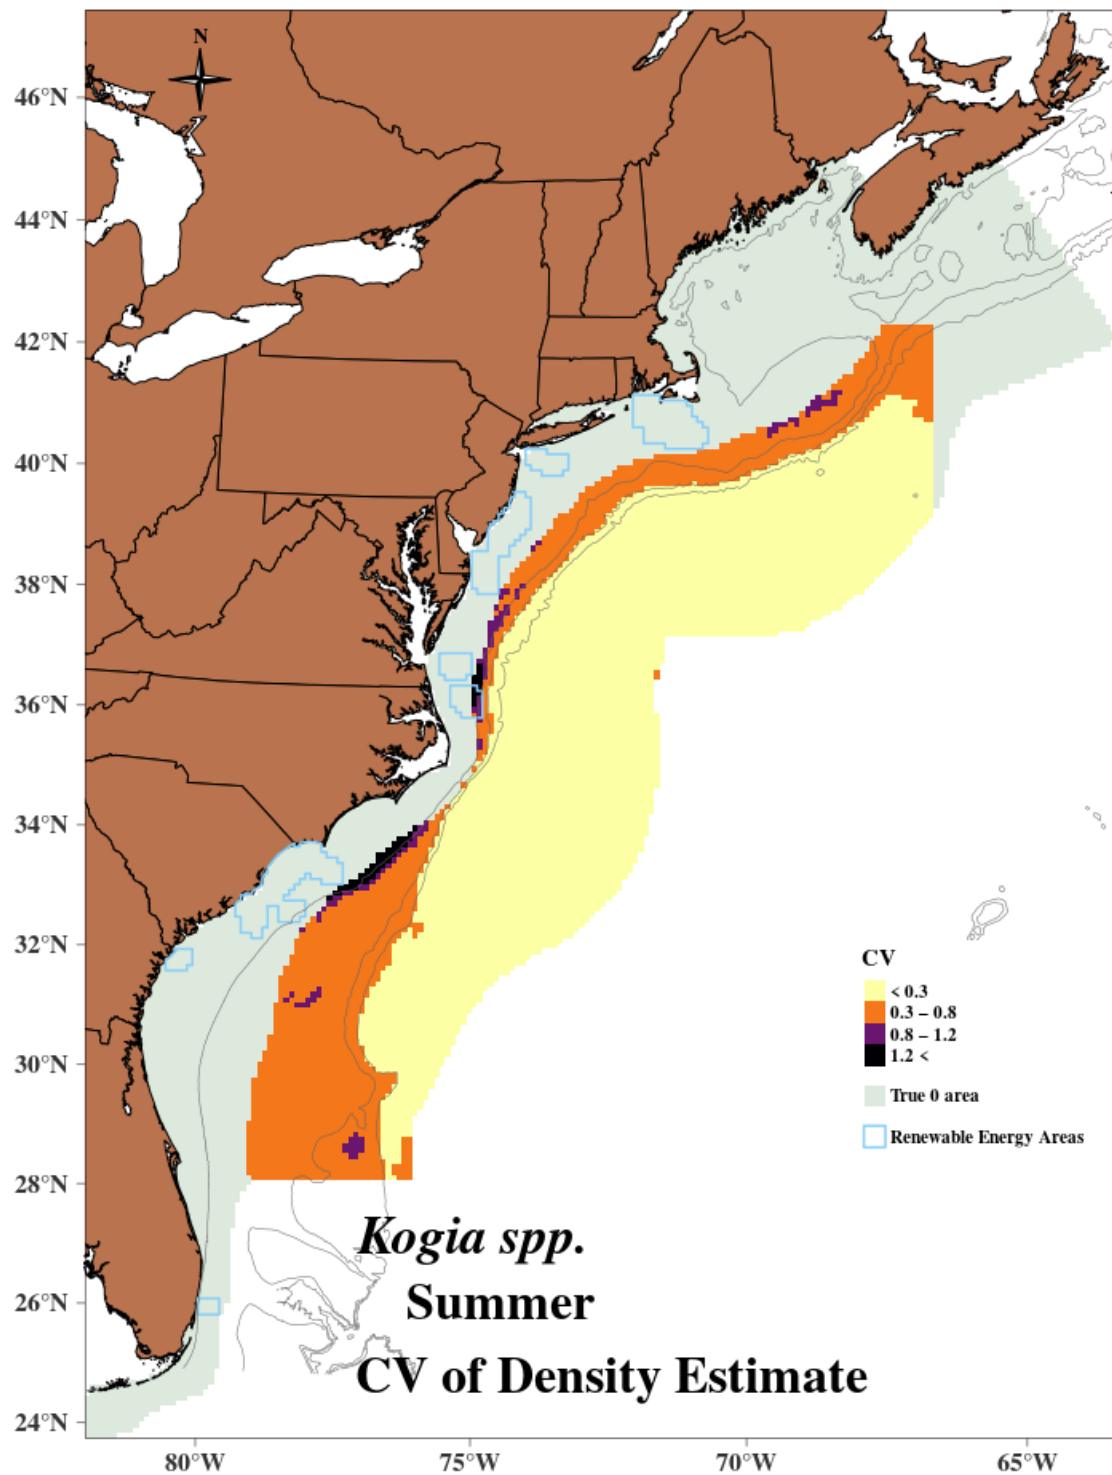 N
46°N
44°N
42°N
40°N
38°N
36°N
34°N
32°N
30°N
28°N
26°N
24°N
CV
< 0.3
0.3 – 0.8
0.8 – 1.2
1.2 <
True 0 area
Renewable Energy Areas
Kogia spp.
Summer
CV of Density Estimate
80°W
75°W
70°W
65°W